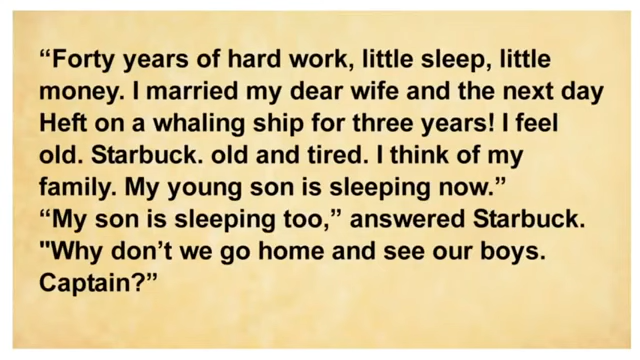 “Forty years of hard work, little sleep, little
money. I married my dear wife and the next day
Heft on a whaling ship for three years! I feel
old. Starbuck. old and tired. I think of my
family. My young son is sleeping now.”
“My son is sleeping too,” answered Starbuck.
"Why don’t we go home and see our boys.
Captain?”